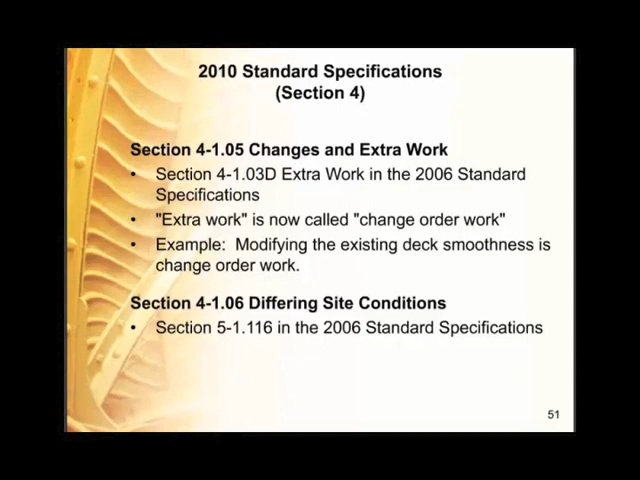 2010 Standard Specifications
(Section 4)
Section 4-1.05 Changes and Extra Work
• Section 4-1.03D Extra Work in the 2006 Standard
Specifications
• "Extra work" is now called "change order work"
• Example: Modifying the existing deck smoothness is
change order work.
Section 4-1.06 Differing Site Conditions
• Section 5-1.116 in the 2006 Standard Specifications
51